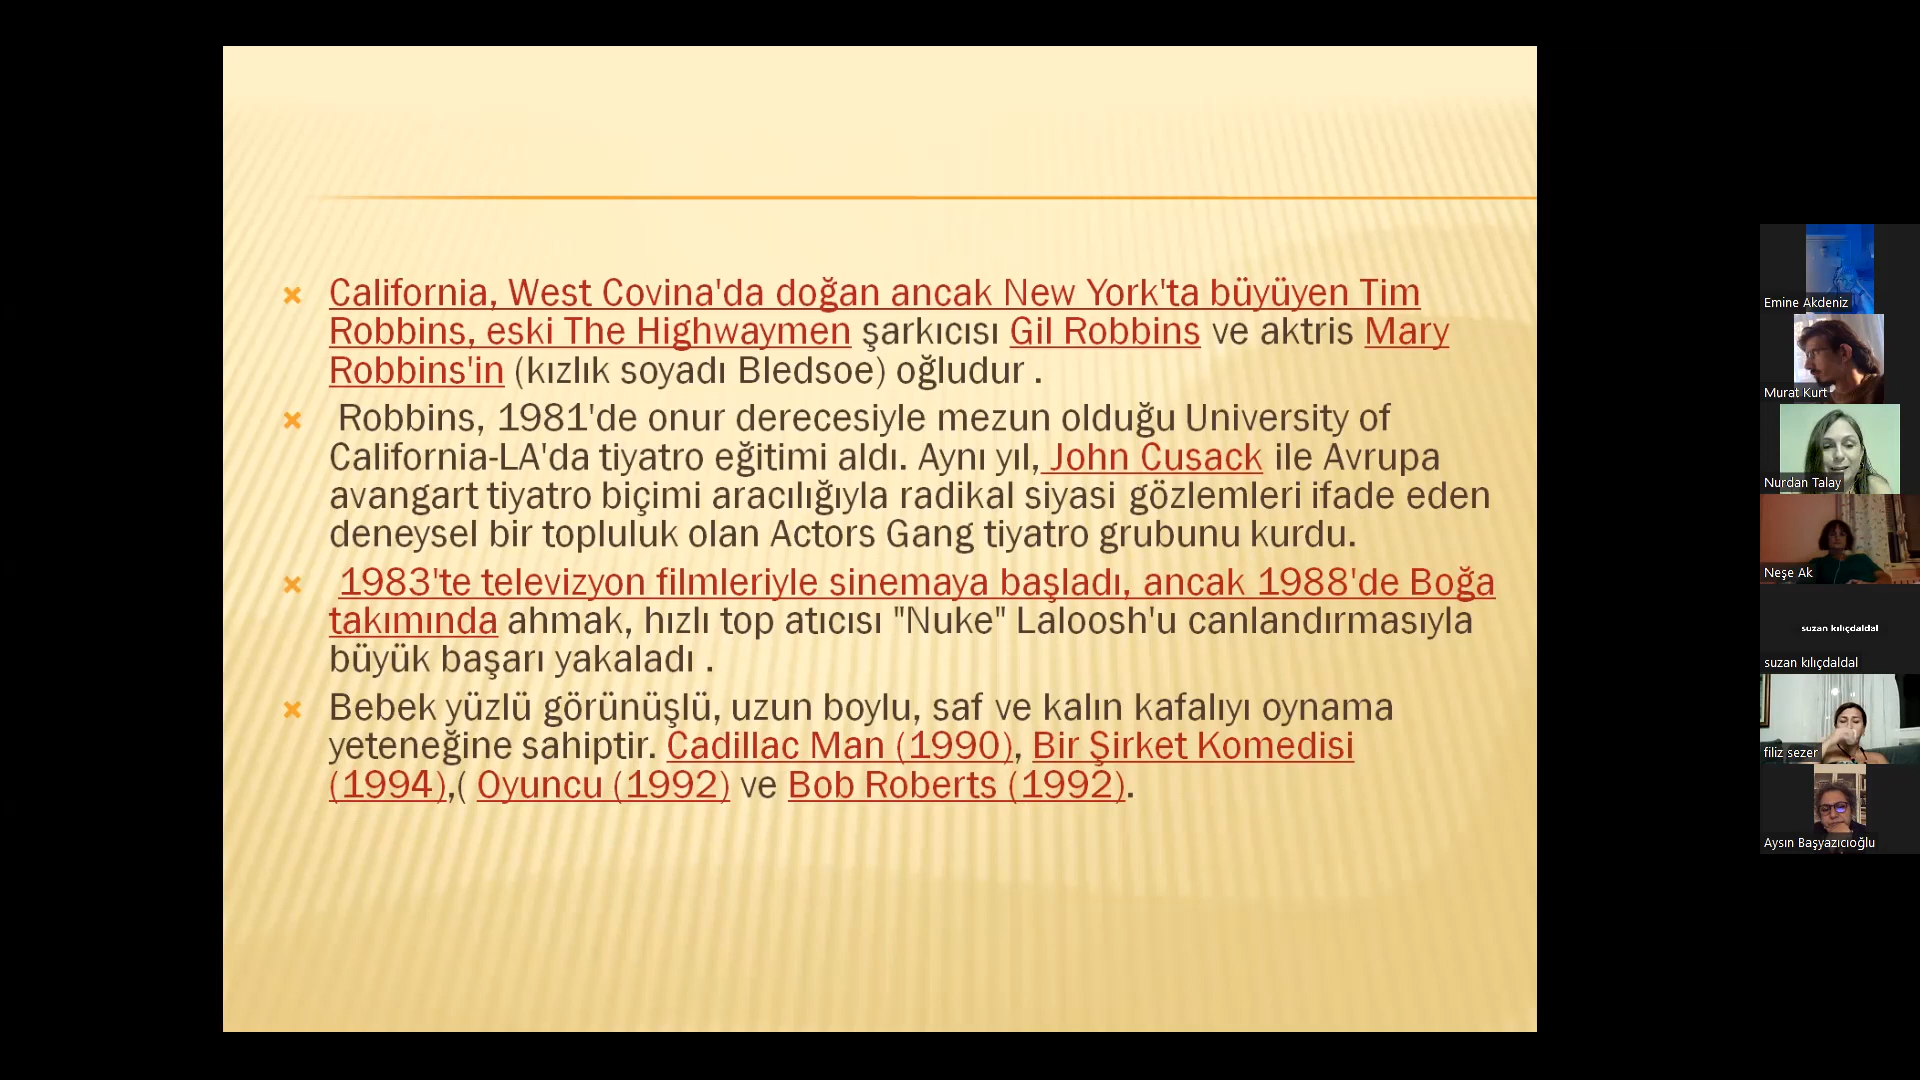 California, West Covina'da doğan ancak New York'ta büyüyen Tim
Robbins, eski The Highwaymen şarkıcısı Gil Robbins ve aktris Mary
Robbins'in (kızlık soyadı Bledsoe) oğludur .
Robbins, 1981'de onur derecesiyle mezun olduğu University of
California-LA'da tiyatro eğitimi aldı. Aynı yıl, John Cusack ile Avrupa
avangart tiyatro biçimi aracılığıyla radikal siyasi gözlemleri ifade eden
deneysel bir topluluk olan Actors Gang tiyatro grubunu kurdu.
1983'te televizyon filmleriyle sinemaya başladı, ancak 1988'de Boğa
takımında ahmak, hızlı top atıcısı "Nuke" Laloosh'u canlandırmasıyla
büyük başarı yakaladı .
Bebek yüzlü görünüşlü, uzun boylu, saf ve kalın kafalıyı oynama
yeteneğine sahiptir. Cadillac Man (1990), Bir Şirket Komedisi
(1994),( Oyuncu (1992) ve Bob Roberts (1992).
Emine Akdeniz
Murat Kurt
Nurdan Talay
Neşe Ak
suzan kılıçdaldal
suzan kılıçdaldal
filiz sezer
Aysın Başyazıcıoğlu